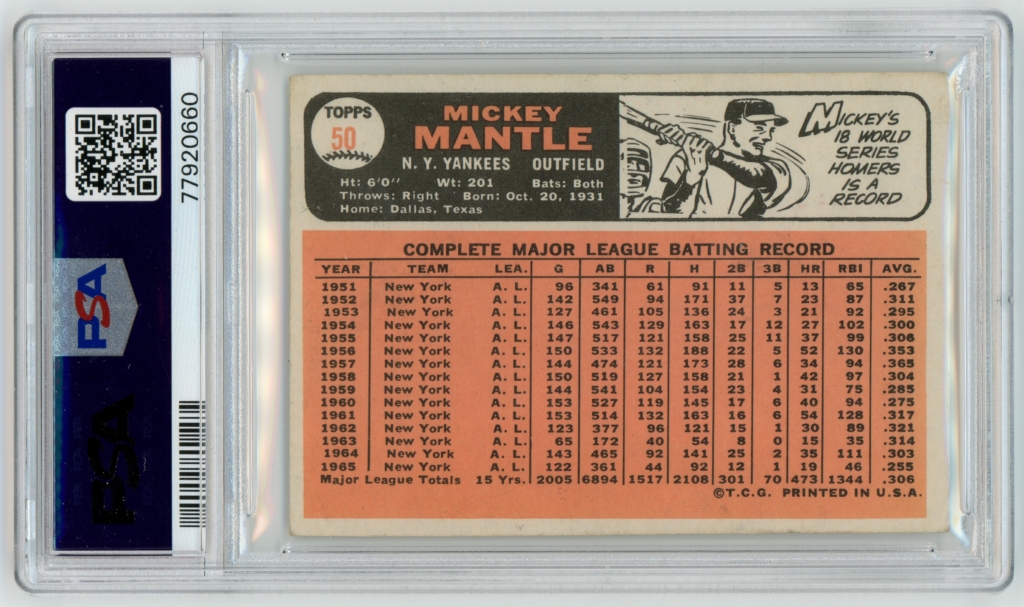 77920660
PSA
PSA
TOPPS
50
MICKEY
MANTLE
N. Y. YANKEES OUTFIELD
Ht: 6'0" Wt: 201 Bats: Both
Throws: Right Born: Oct. 20, 1931
Home: Dallas, Texas
MICKEY'S
18 WORLD
SERIES
HOMERS
IS A
RECORD
COMPLETE MAJOR LEAGUE BATTING RECORD
YEAR TEAM LEA. G AB R H 2B 3B HR RBI AVG.
1951 New York A. L. 96 341 61 91 11 5 13 65 .267
1952 New York A. L. 142 549 94 171 37 7 23 87 .311
1953 New York A. L. 127 461 105 136 24 3 21 92 .295
1954 New York A. L. 146 543 129 163 17 12 27 102 .300
1955 New York A. L. 147 517 121 158 25 11 37 99 .306
1956 New York A. L. 150 533 132 188 22 5 52 130 .353
1957 New York A. L. 144 474 121 173 28 6 34 94 .365
1958 New York A. L. 150 519 127 158 21 1 42 97 .304
1959 New York A. L. 144 541 104 154 23 4 31 75 .285
1960 New York A. L. 153 527 119 145 17 6 40 94 .275
1961 New York A. L. 153 514 132 163 16 6 54 128 .317
1962 New York A. L. 123 377 96 121 15 1 30 89 .321
1963 New York A. L. 65 172 40 54 8 0 15 35 .314
1964 New York A. L. 143 465 92 141 25 2 35 111 .303
1965 New York A. L. 122 361 44 92 12 1 19 46 .255
Major League Totals 15 Yrs. 2005 6894 1517 2108 301 70 473 1344 .306
©T.C.G. PRINTED IN U.S.A.